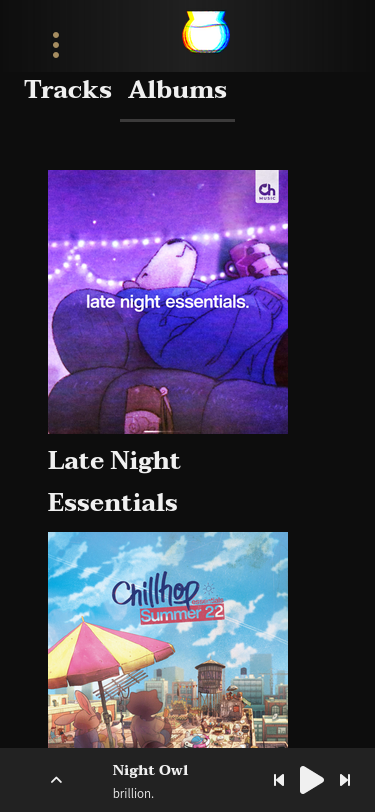 Tracks Albums
Ch
MUSIC
late night essentials.
Late Night
Essentials
Chillhop
Summer 22
Night Owl
brillion.